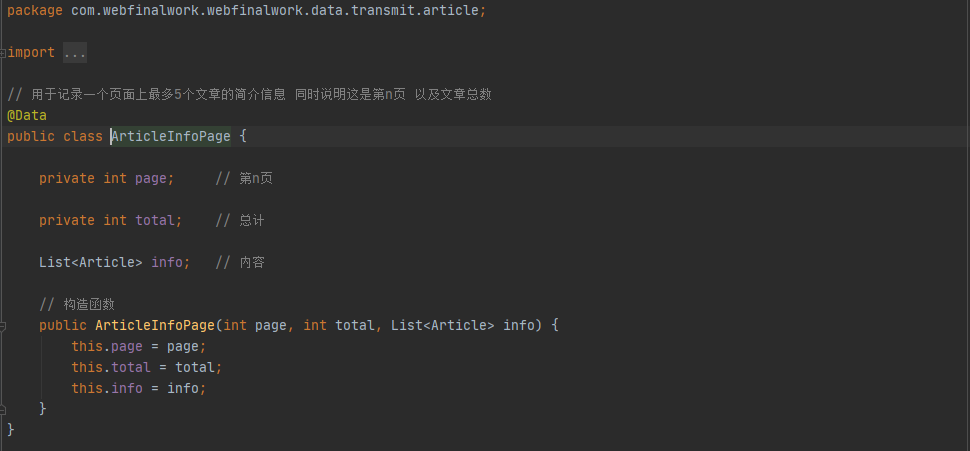 package com.webfinalwork.webfinalwork.data.transmit.article;
import ...
// 用于记录一个页面上最多5个文章的简介信息 同时说明这是第n页 以及文章总数
@Data
public class ArticleInfoPage {
private int page; // 第n页
private int total; // 总计
List<Article> info; // 内容
// 构造函数
public ArticleInfoPage(int page, int total, List<Article> info) {
this.page = page;
this.total = total;
this.info = info;
}
}